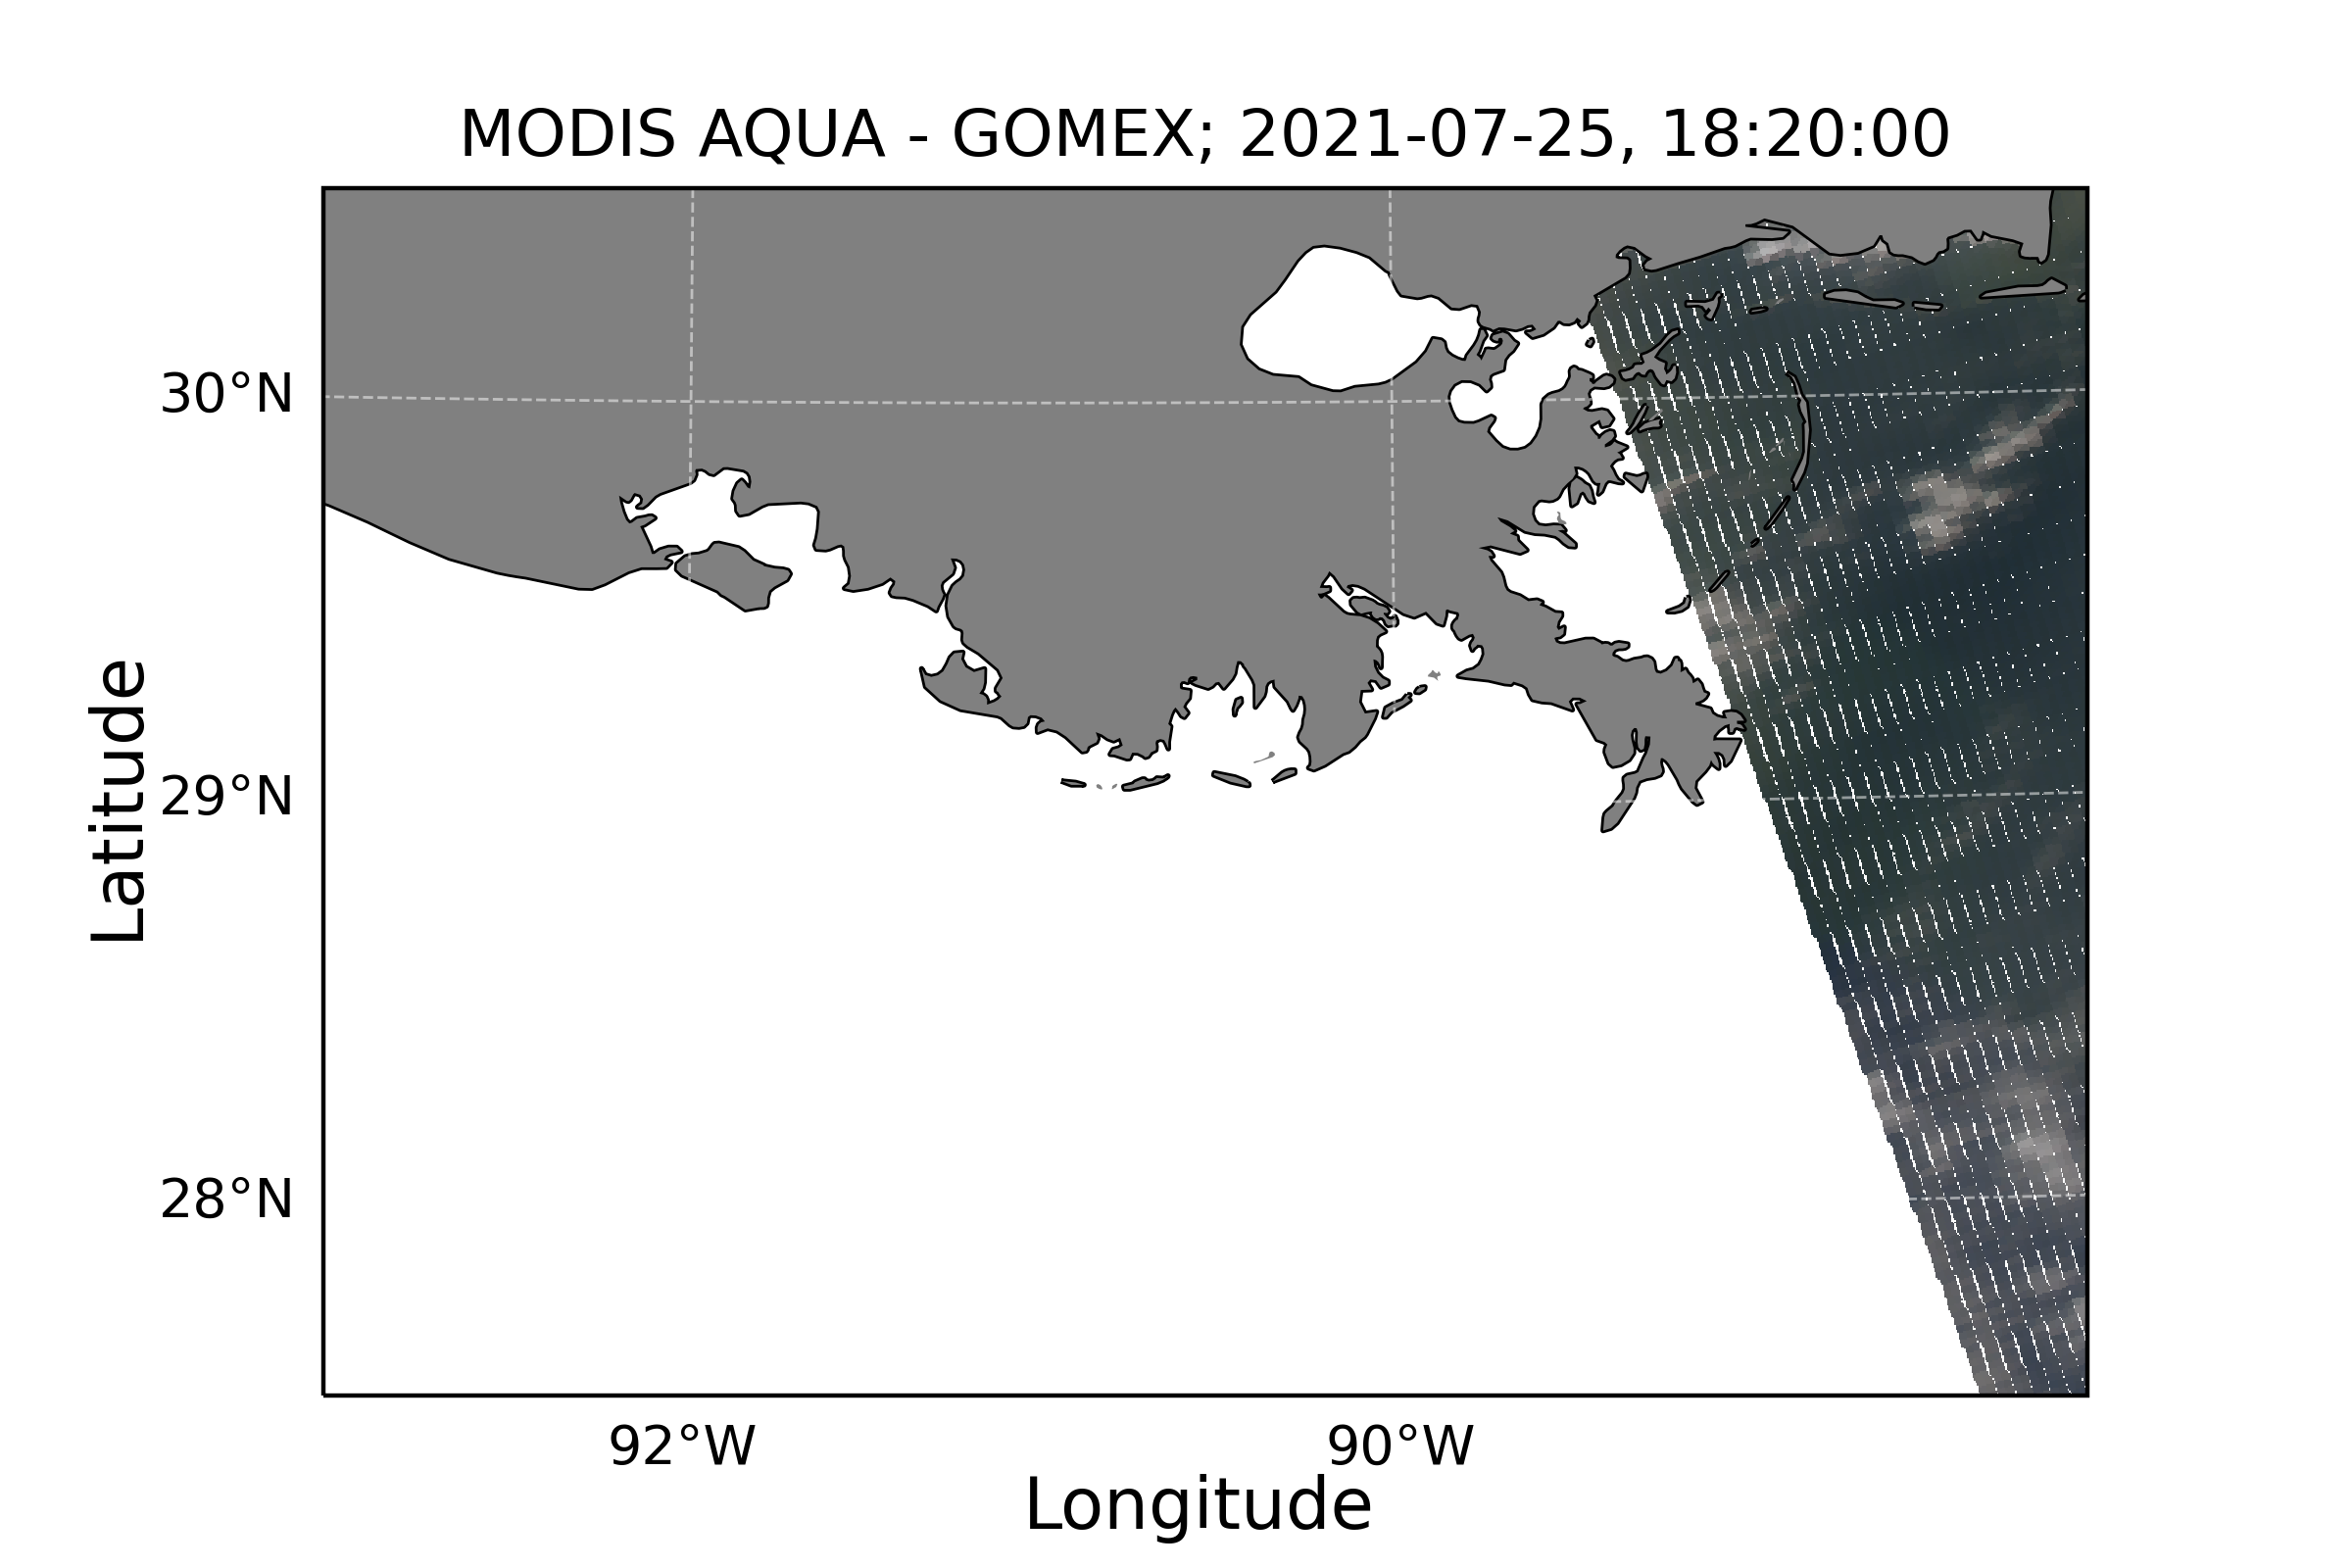 MODIS AQUA - GOMEX; 2021-07-25, 18:20:00
30°N
29°N
28°N
Latitude
92°W
90°W
Longitude